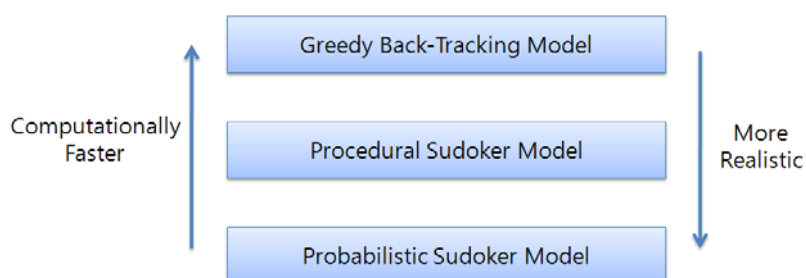 Greedy Back-Tracking Model
Computationally
Faster
Procedural Sudoker Model
More
Realistic
Probabilistic Sudoker Model